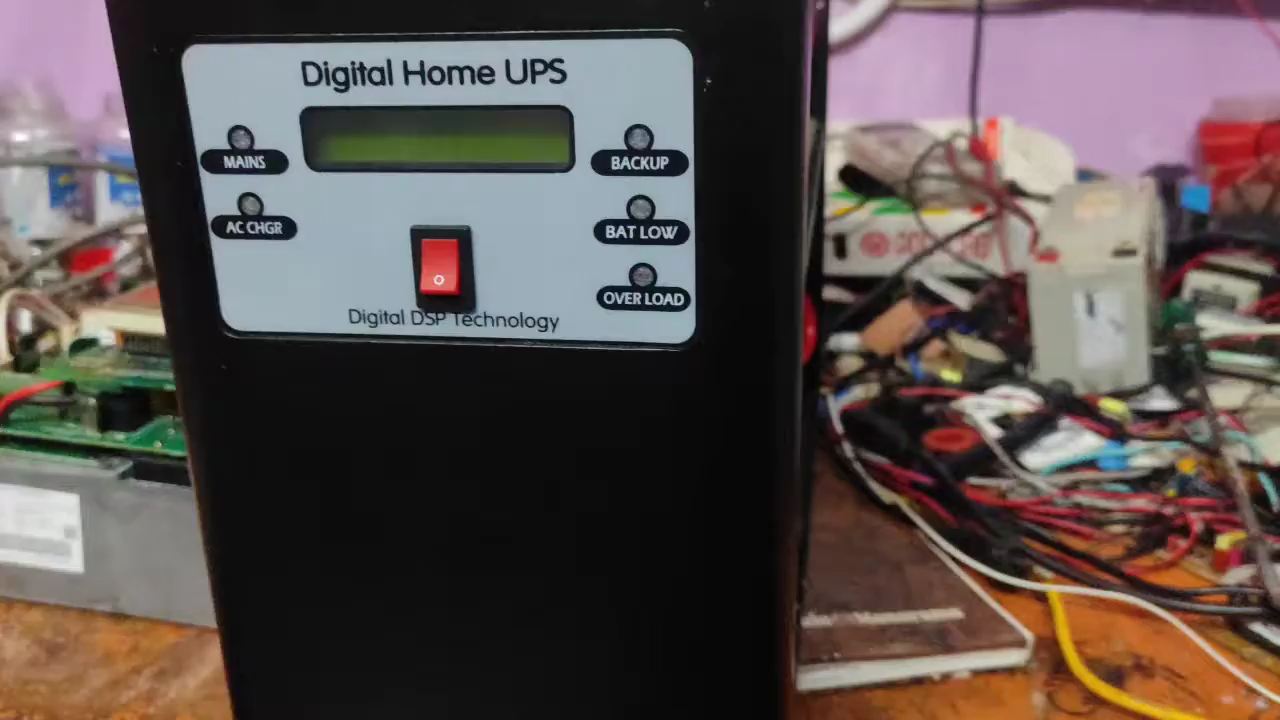 Digital Home UPS
MAINS
BACKUP
AC CHGR
BAT LOW
OVER LOAD
O
Digital DSP Technology